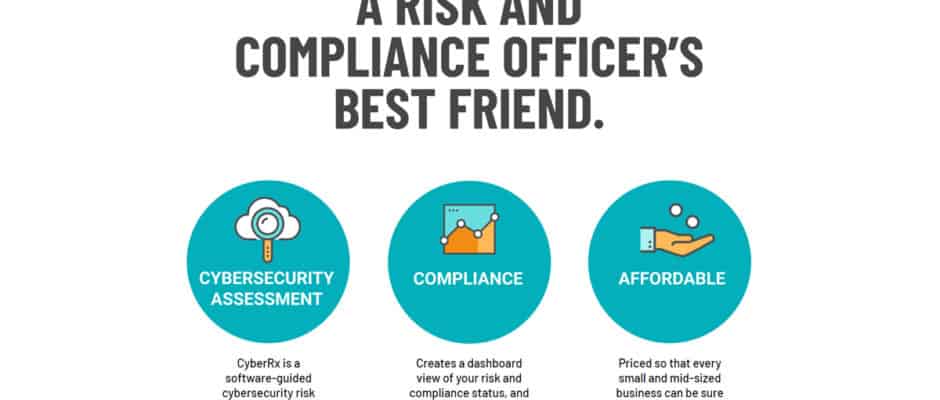 A RISK AND
COMPLIANCE OFFICER’S
BEST FRIEND.
CYBERSECURITY
ASSESSMENT
COMPLIANCE
AFFORDABLE
CyberRx is a
software-guided
cybersecurity risk
Creates a dashboard
view of your risk and
compliance status, and
Priced so that every
small and mid-sized
business can be sure